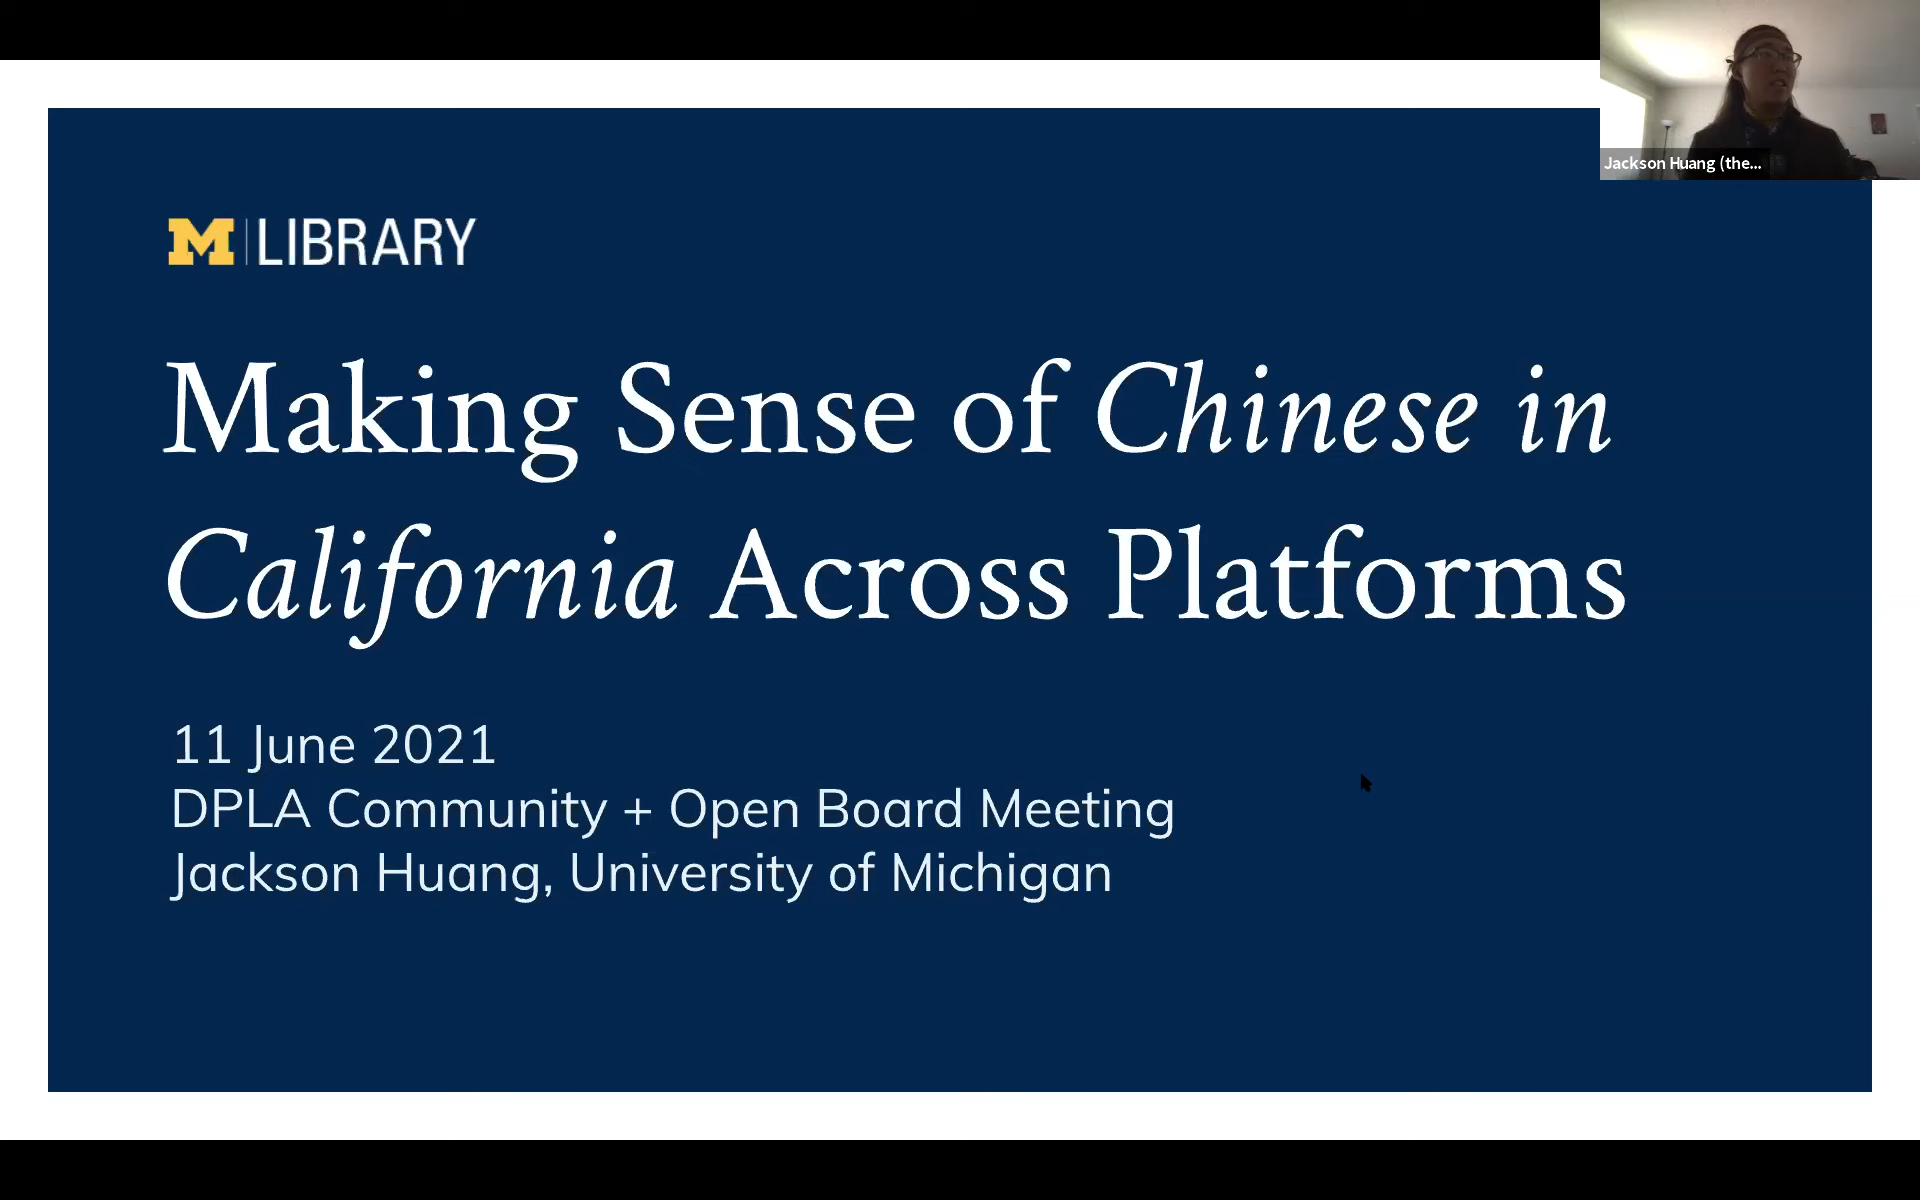 Jackson Huang (the...
M LIBRARY
Making Sense of Chinese in
California Across Platforms
11 June 2021
DPLA Community + Open Board Meeting
Jackson Huang, University of Michigan